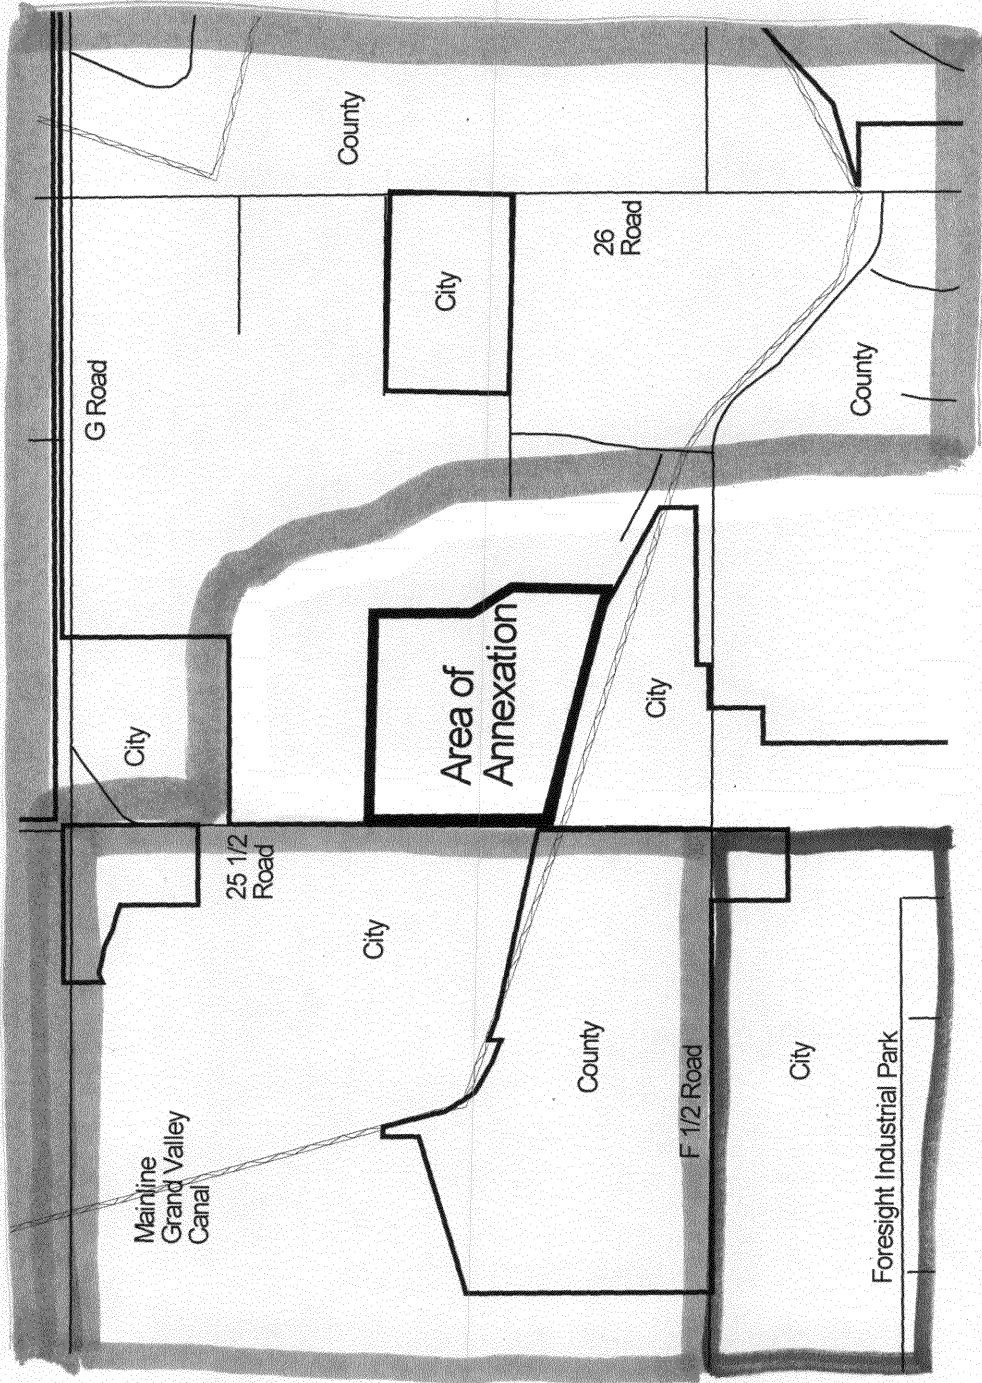 G Road
City
Mainline
Grand Valley
Canal
25 1/2
Road
County
City
City
Area of
Annexation
County
26
Road
City
F 1/2 Road
City
County
Foresight Industrial Park